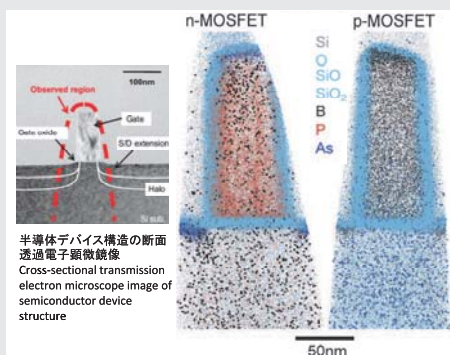 n-MOSFET
p-MOSFET
Si
O
SiO
SiO₂
B
P
As
100nm
Observed region
Gate
Gate oxide
S/D extension
Halo
Si sub.
半導体デバイス構造の断面
透過電子顕微鏡像
Cross-sectional transmission
electron microscope image of
semiconductor device
structure
50nm